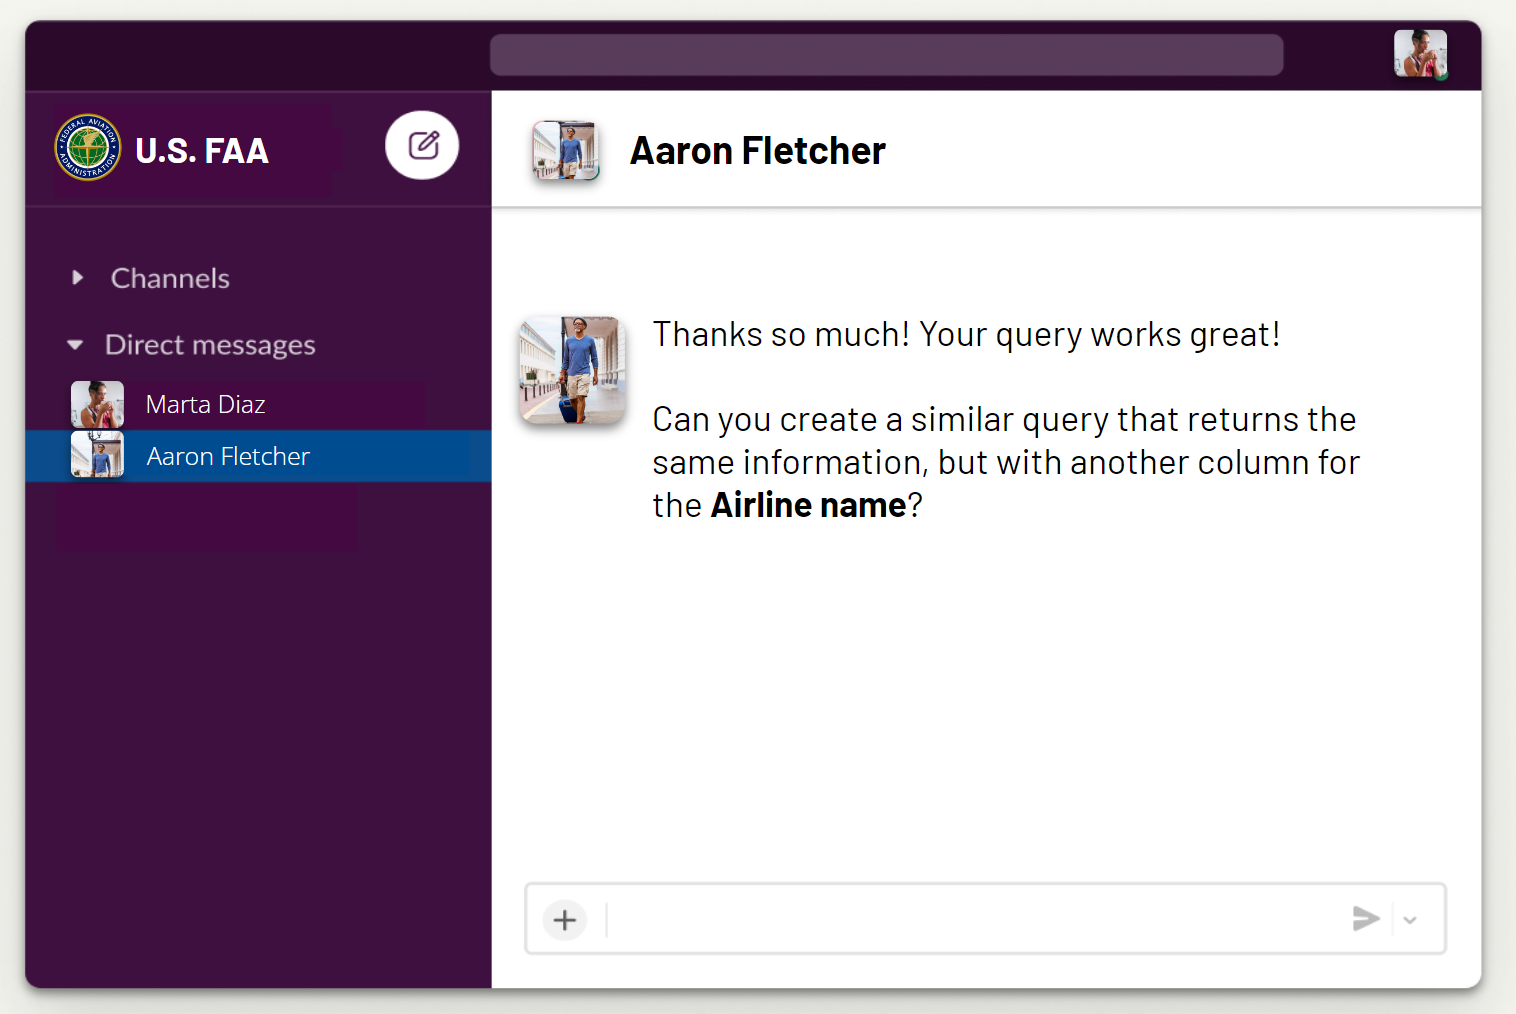 FEDERAL AVIATION ADMINISTRATION
U.S. FAA
Aaron Fletcher
Channels
Direct messages
Marta Diaz
Aaron Fletcher
Thanks so much! Your query works great!
Can you create a similar query that returns the
same information, but with another column for
the Airline name?